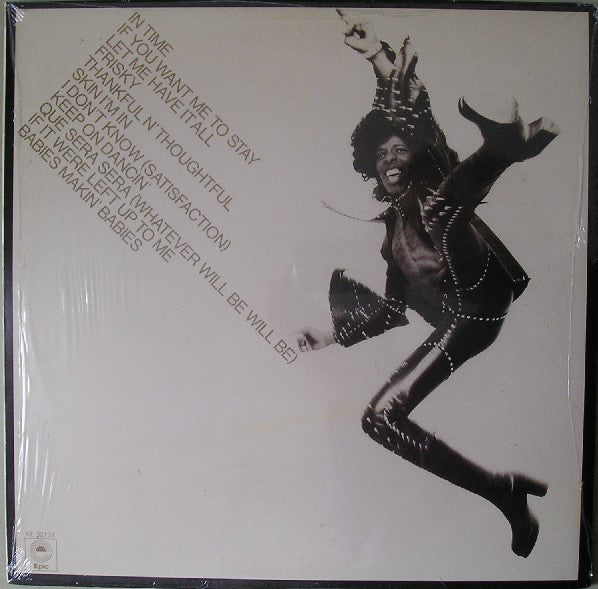 IN TIME
IF YOU WANT ME TO STAY
LET ME HAVE IT ALL
FRISKY
THANKFUL N' THOUGHTFUL
SKIN I'M IN
I DON'T KNOW (SATISFACTION)
KEEP ON DANCIN'
QUE SERA SERA (WHATEVER WILL BE WILL BE)
IF IT WERE LEFT UP TO ME
BABIES MAKIN' BABIES
KE 32134
Epic